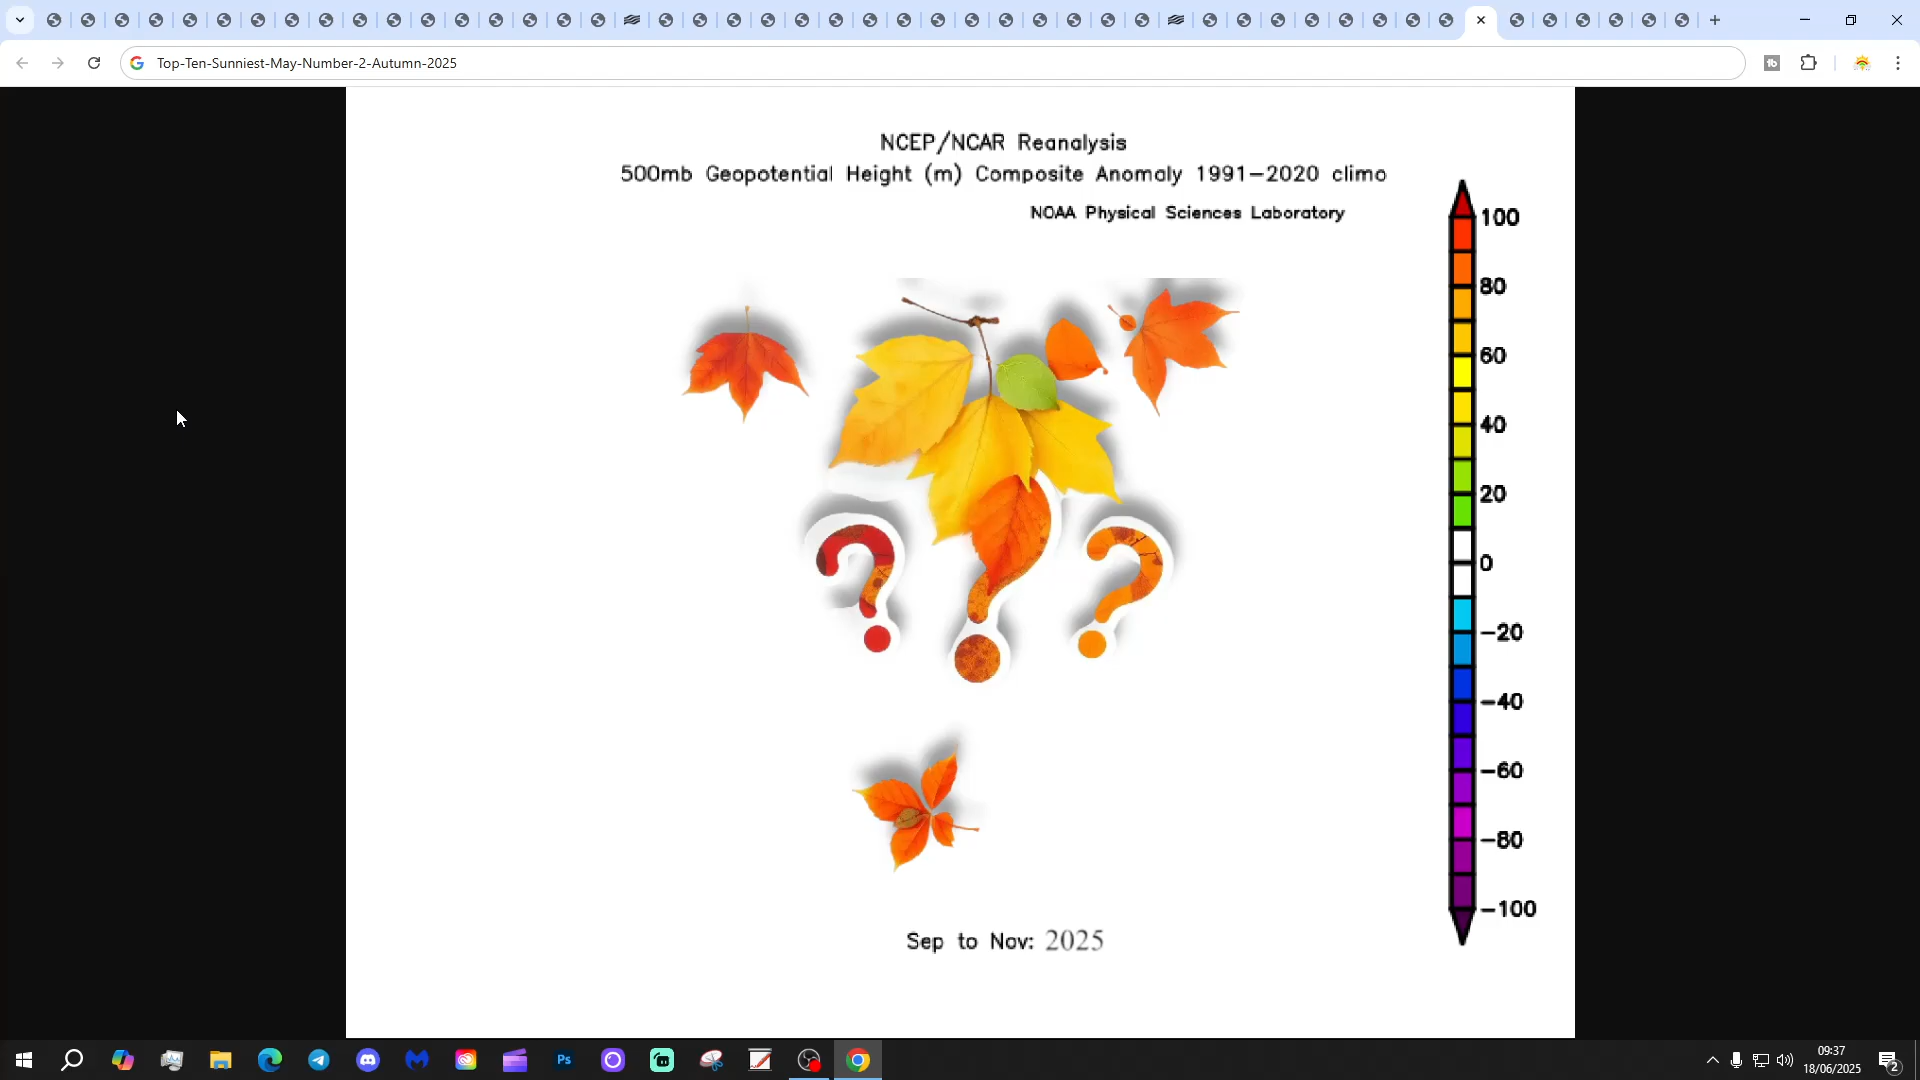 Top-Ten-Sunniest-May-Number-2-Autumn-2025
NCEP/NCAR Reanalysis
500mb Geopotential Height (m) Composite Anomaly 1991-2020 climo
NOAA Physical Sciences Laboratory
100
80
60
40
20
0
-20
-40
-60
-80
-100
? ? ?
Sep to Nov: 2025
Ps
09:37
18/06/2025
2